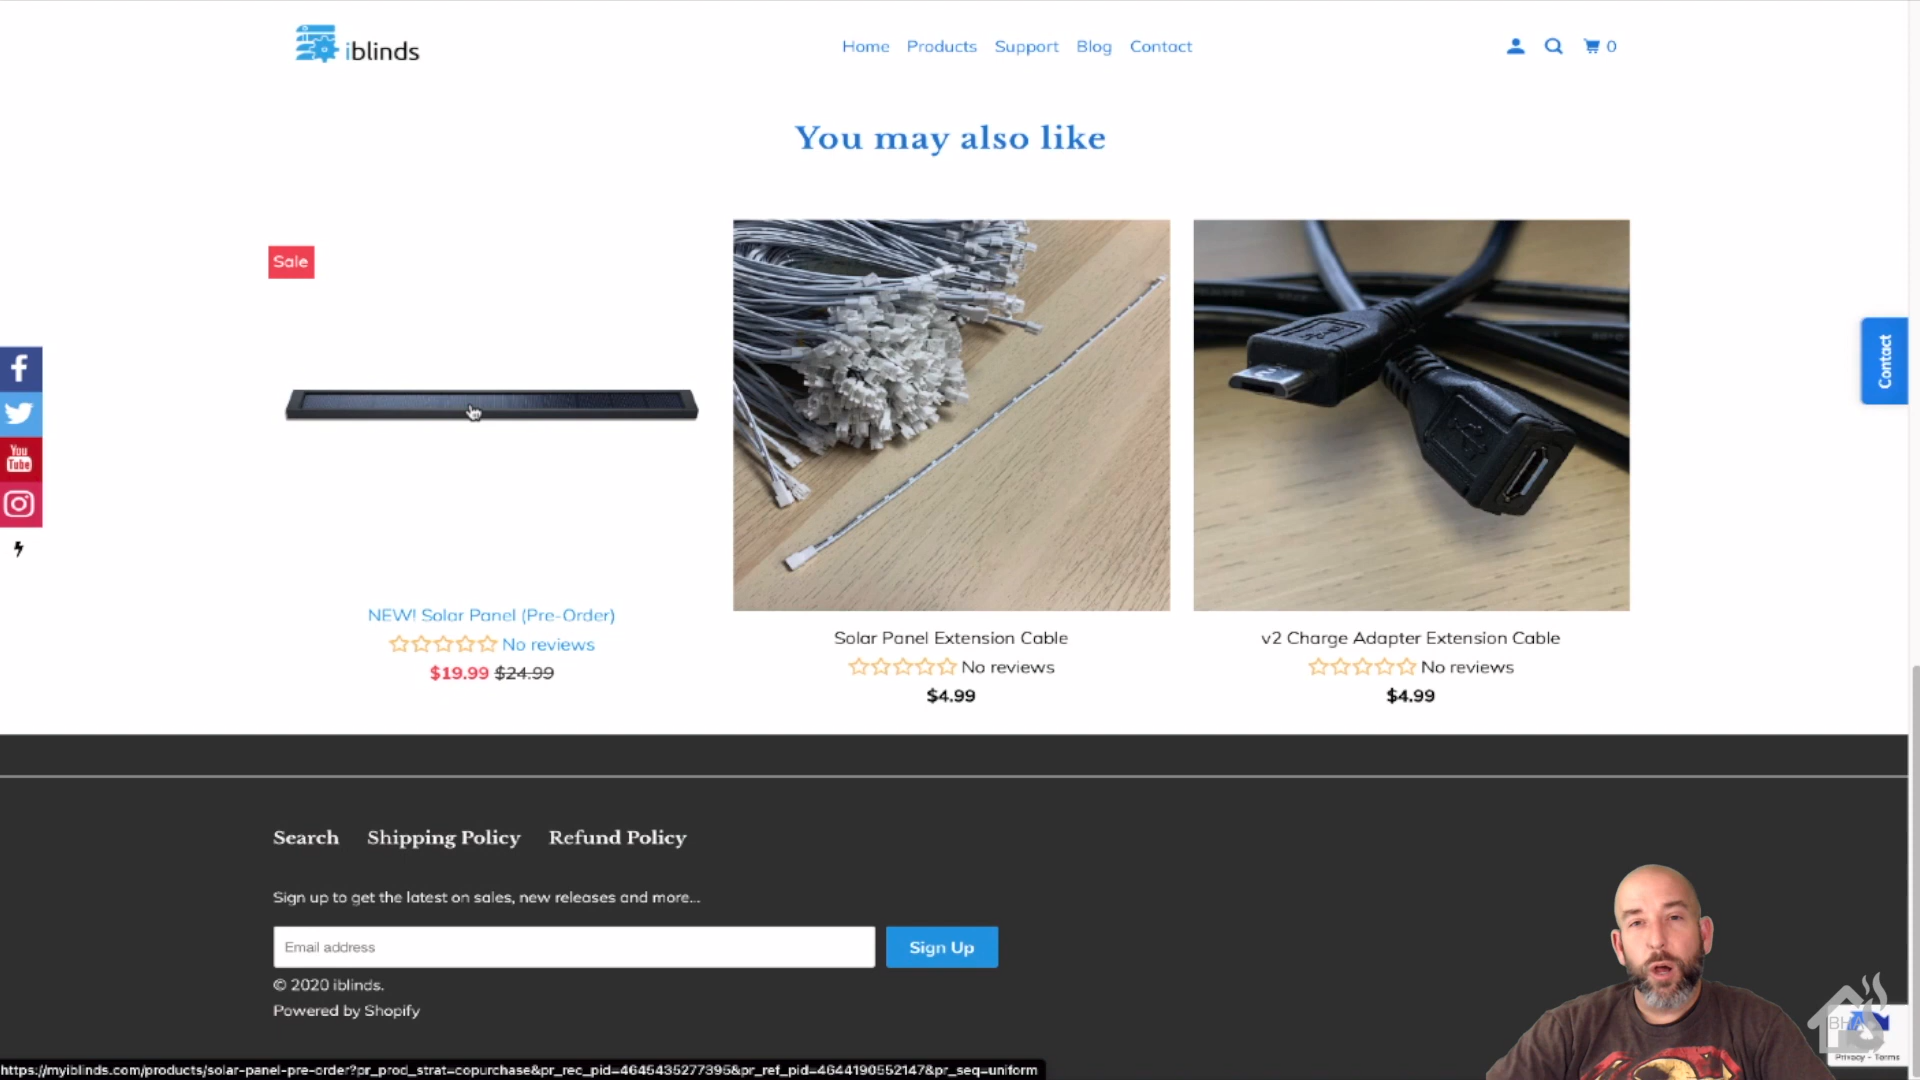 iblinds
Home Products Support Blog Contact
0
You may also like
Sale
You
Tube
Contact
NEW! Solar Panel (Pre-Order)
No reviews
$19.99 $24.99
Solar Panel Extension Cable
No reviews
$4.99
v2 Charge Adapter Extension Cable
No reviews
$4.99
Search Shipping Policy Refund Policy
Sign up to get the latest on sales, new releases and more...
Email address
Sign Up
© 2020 iblinds.
Powered by Shopify
BHA
Privacy - Terms
https://myiblinds.com/products/solar-panel-pre-order?pr_prod_strat=copurchase&pr_rec_pid=4645435277395&pr_ref_pid=4644190552147&pr_seq=uniform